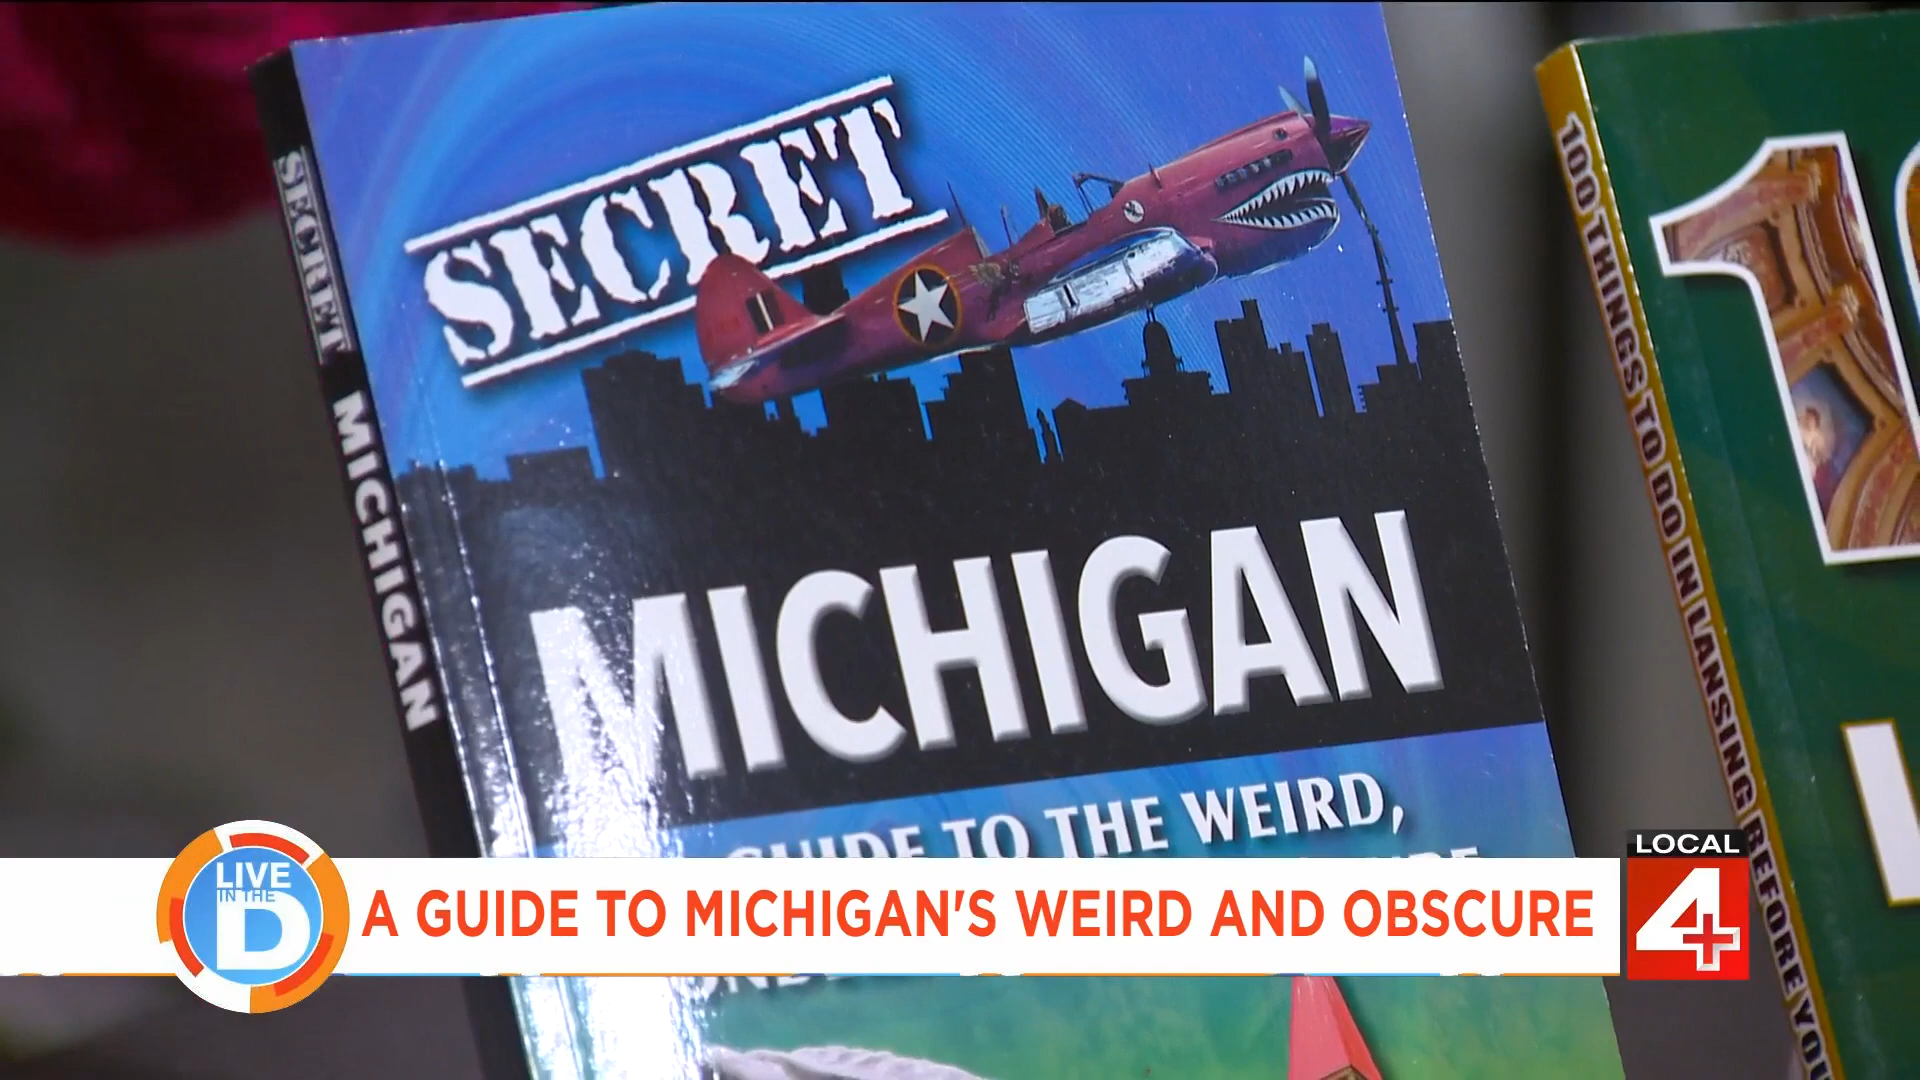 SECRET
MICHIGAN
SECRET MICHIGAN
GUIDE TO THE WEIRD,
100 THINGS TO DO IN LANSING BEFORE YOU
LIVE
IN THE
D
A GUIDE TO MICHIGAN'S WEIRD AND OBSCURE
LOCAL
4+